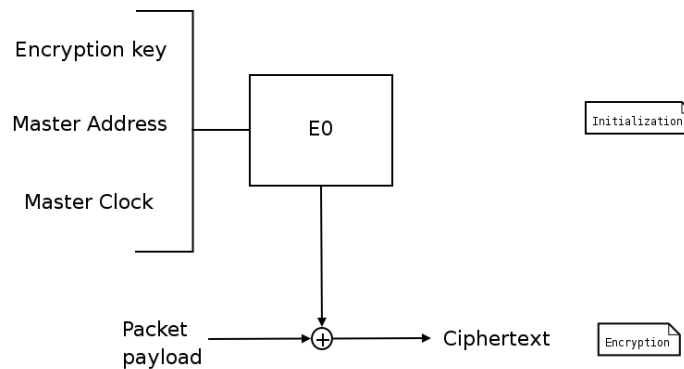 Encryption key
Master Address
Master Clock
E0
Initialization
Packet
payload
Ciphertext
Encryption